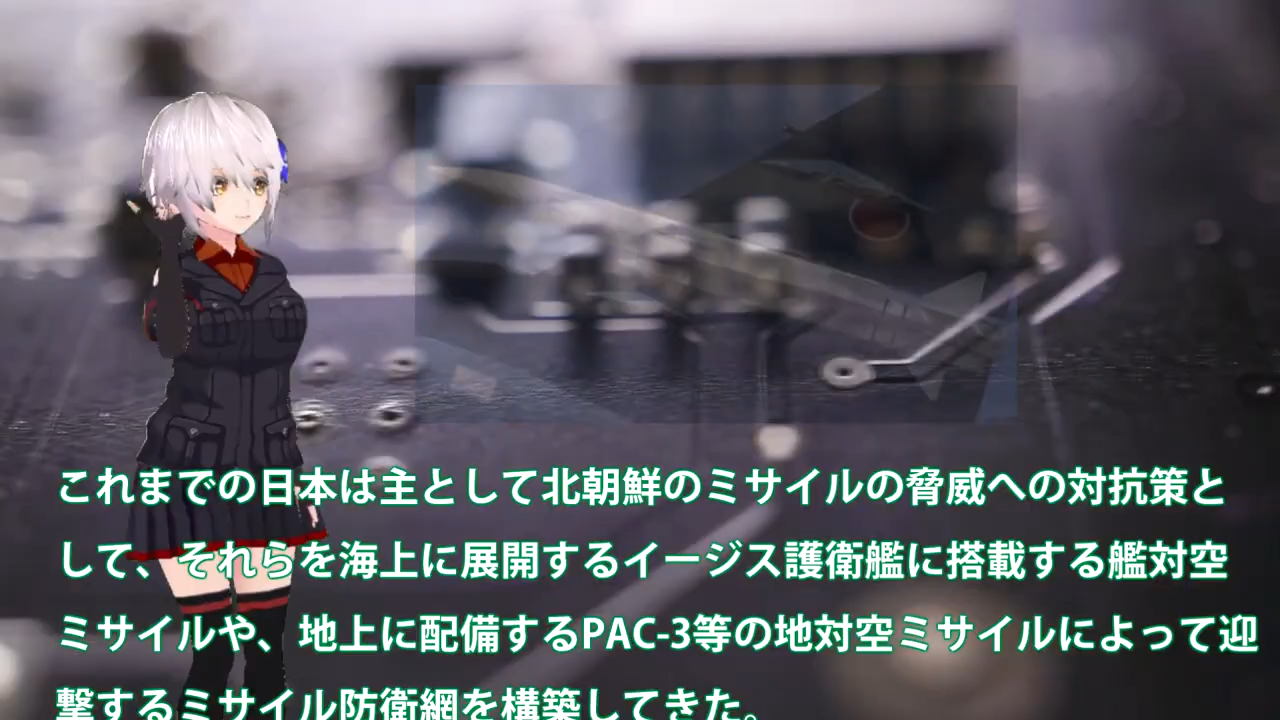 これまでの日本は主として北朝鮮のミサイルの脅威への対抗策と
して、それらを海上に展開するイージス護衛艦に搭載する艦対空
ミサイルや、地上に配備するPAC-3等の地対空ミサイルによって迎
撃するミサイル防衛網を構築してきた。